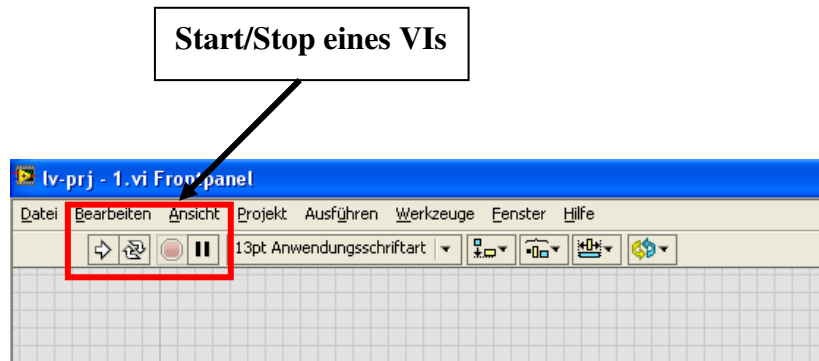 Start/Stop eines VIs
lv-prj - 1.vi Frontpanel
Datei Bearbeiten Ansicht Projekt Ausführen Werkzeuge Fenster Hilfe
13pt Anwendungsschriftart